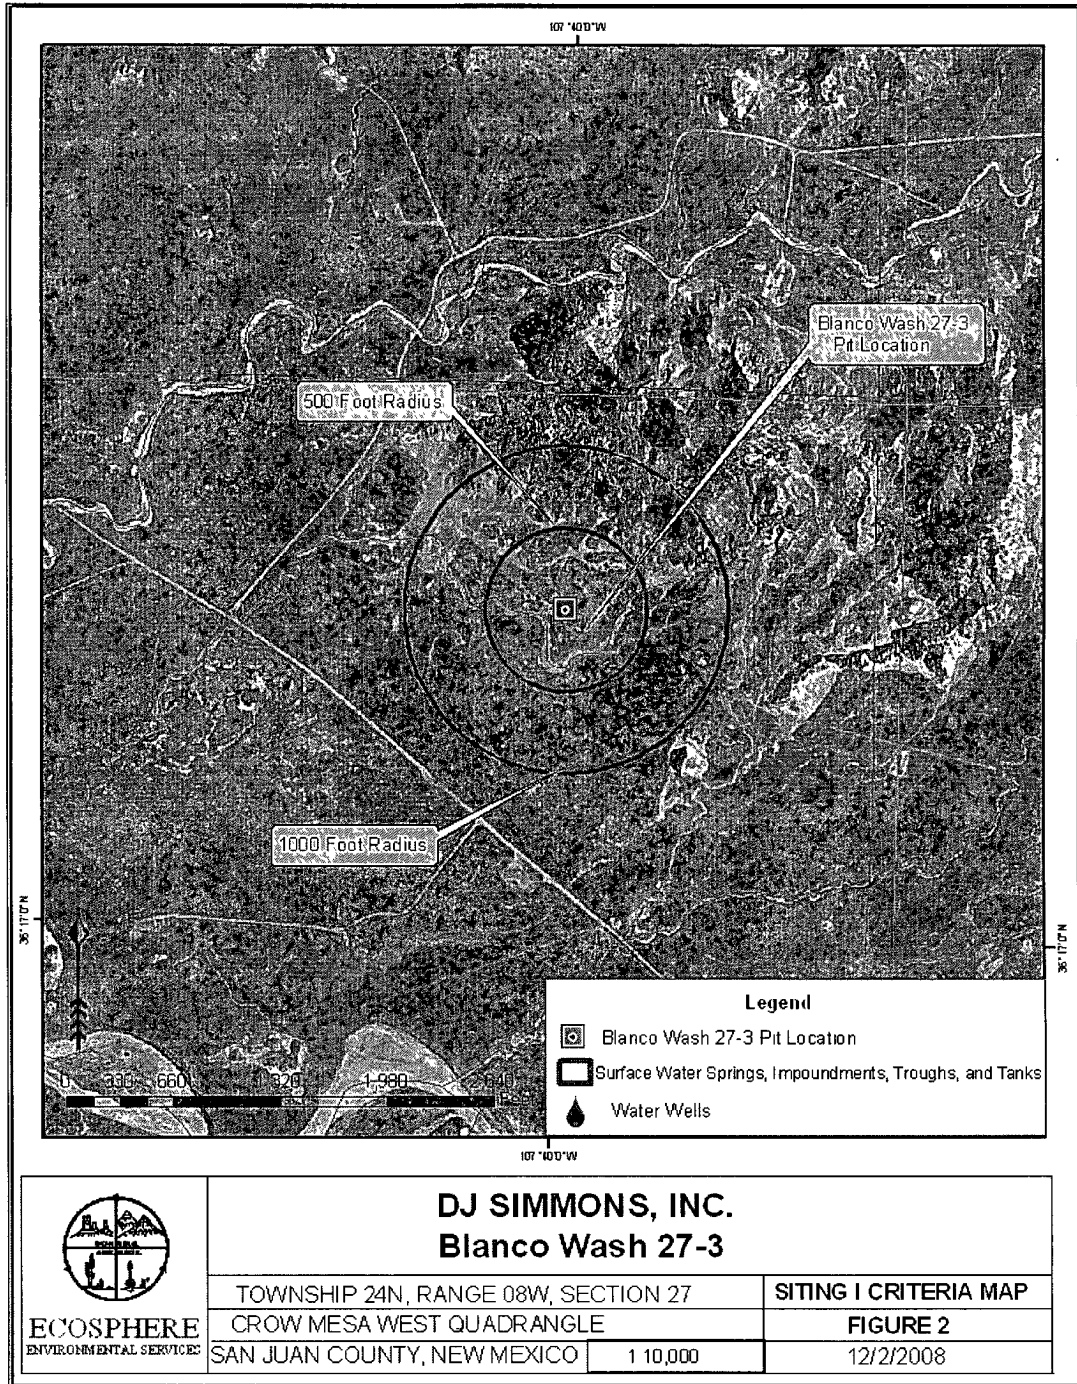 107°40'0"W
Blanco Wash 27-3
Pit Location
500 Foot Radius
1000 Foot Radius
36°17'0"N
36°17'0"N
Legend
Blanco Wash 27-3 Pit Location
Surface Water Springs, Impoundments, Troughs, and Tanks
Water Wells
0 330 660 1,320 1,980 2,640
107°40'0"W
DJ SIMMONS, INC.
Blanco Wash 27-3
ECOSPHERE
ENVIRONMENTAL SERVICES
TOWNSHIP 24N, RANGE 08W, SECTION 27
SITING I CRITERIA MAP
CROW MESA WEST QUADRANGLE
FIGURE 2
SAN JUAN COUNTY, NEW MEXICO
1 10,000
12/2/2008